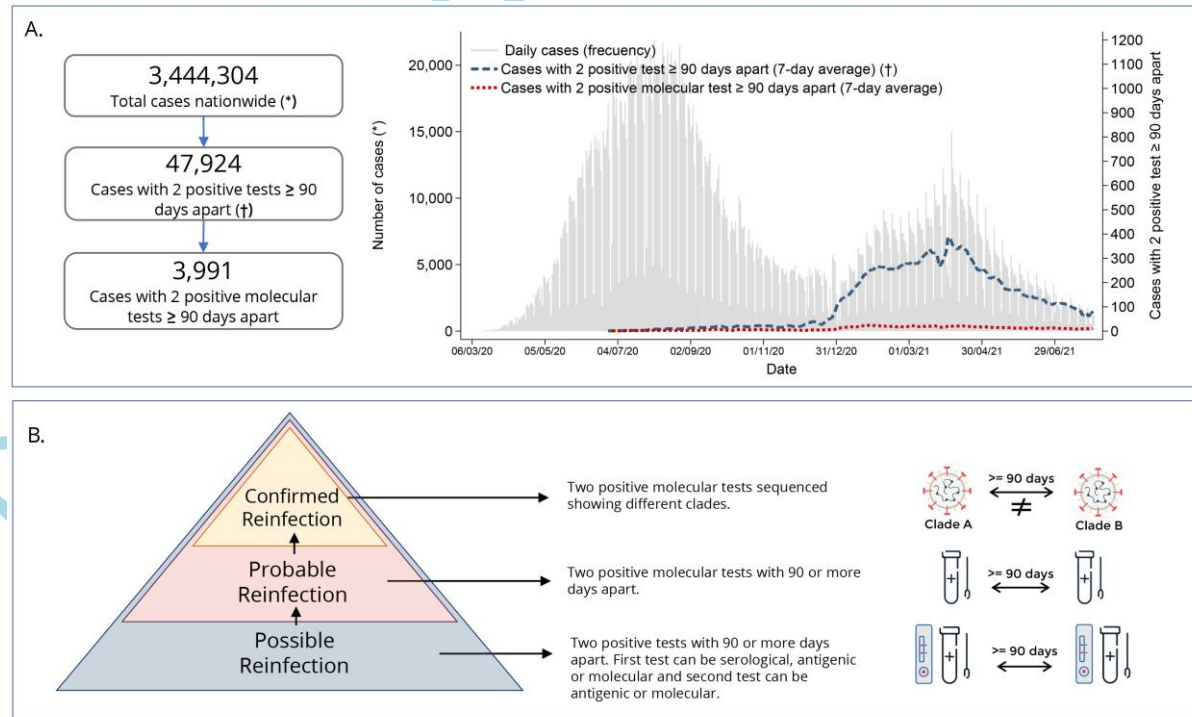 A.
3,444,304
Total cases nationwide (*)
47,924
Cases with 2 positive tests ≥ 90
days apart (†)
3,991
Cases with 2 positive molecular
tests ≥ 90 days apart
Daily cases (frecuency)
Cases with 2 positive test ≥ 90 days apart (7-day average) (†)
Cases with 2 positive molecular test ≥ 90 days apart (7-day average)
Number of cases (*)
20,000
15,000
10,000
5,000
0
1200
1100
1000
900
800
700
600
500
400
300
200
100
0
Cases with 2 positive test ≥ 90 days apart
06/03/20 05/05/20 04/07/20 02/09/20 01/11/20 31/12/20 01/03/21 30/04/21 29/06/21
Date
B.
Confirmed
Reinfection
Probable
Reinfection
Possible
Reinfection
Two positive molecular tests sequenced
showing different clades.
Two positive molecular tests with 90 or more
days apart.
Two positive tests with 90 or more days
apart. First test can be serological, antigenic
or molecular and second test can be
antigenic or molecular.
>= 90 days
≠
Clade A
Clade B
>= 90 days
>= 90 days